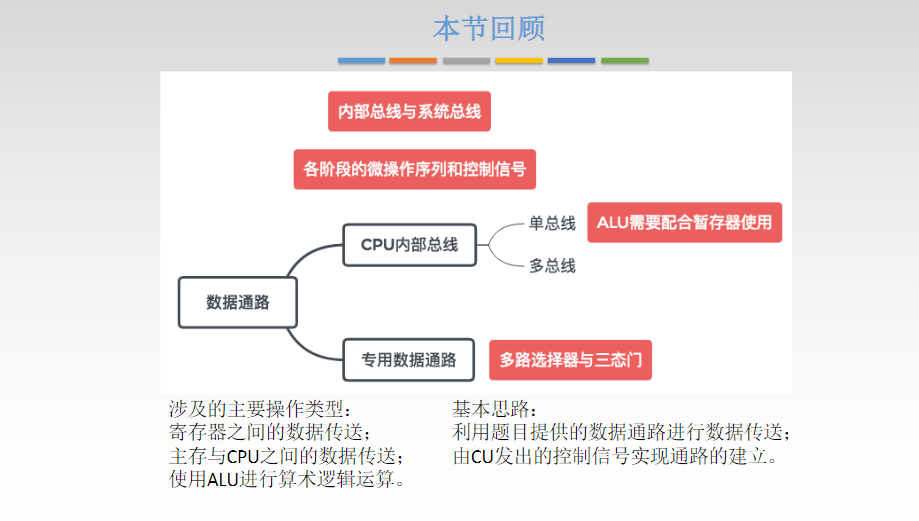 本节回顾
内部总线与系统总线
各阶段的微操作序列和控制信号
CPU内部总线
单总线
ALU需要配合暂存器使用
多总线
数据通路
专用数据通路
多路选择器与三态门
涉及的主要操作类型：
寄存器之间的数据传送；
主存与CPU之间的数据传送；
使用ALU进行算术逻辑运算。
基本思路：
利用题目提供的数据通路进行数据传送；
由CU发出的控制信号实现通路的建立。